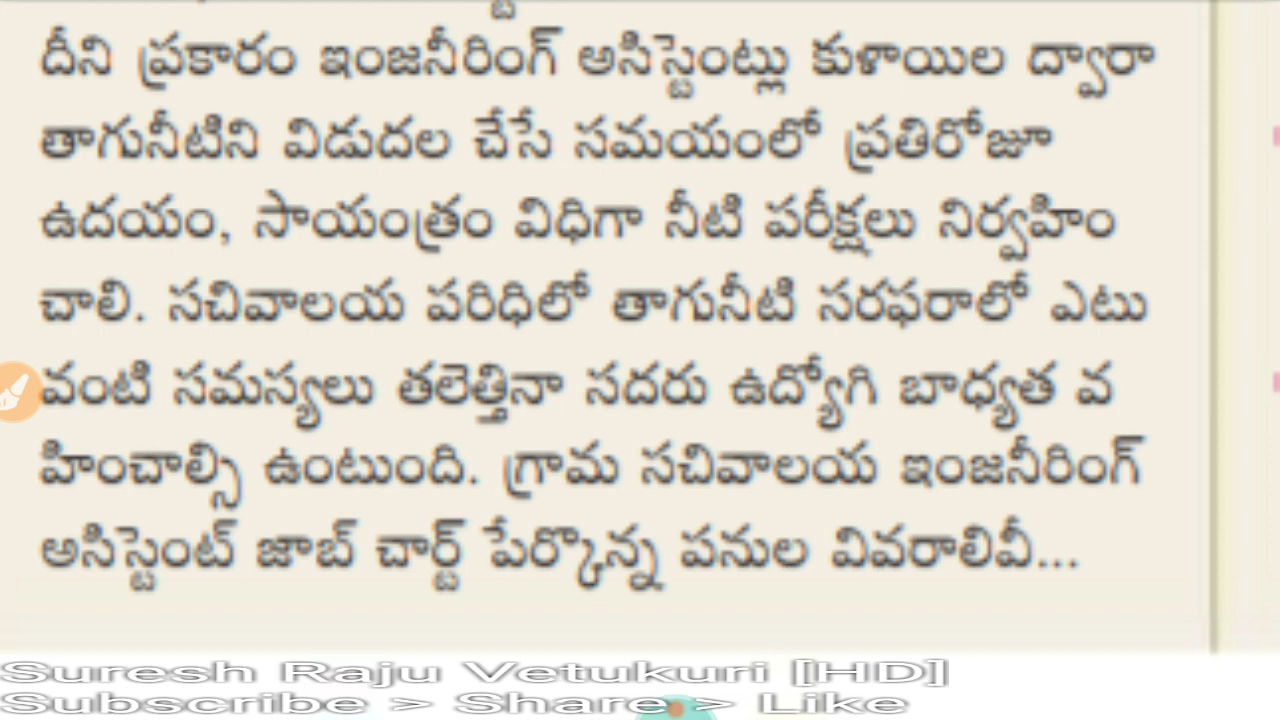 దీని ప్రకారం ఇంజనీరింగ్ అసిస్టెంట్లు కుళాయిల ద్వారా
తాగునీటిని విడుదల చేసే సమయంలో ప్రతిరోజూ
ఉదయం, సాయంత్రం విధిగా నీటి పరీక్షలు నిర్వహిం
చాలి. సచివాలయ పరిధిలో తాగునీటి సరఫరాలో ఎటు
వంటి సమస్యలు తలెత్తినా సదరు ఉద్యోగి బాధ్యత వ
హించాల్సి ఉంటుంది. గ్రామ సచివాలయ ఇంజనీరింగ్
అసిస్టెంట్ జాబ్ చార్ట్ పేర్కొన్న పనుల వివరాలివీ...
Suresh Raju Vetukuri [[HD]
Subscribe > Share > Like